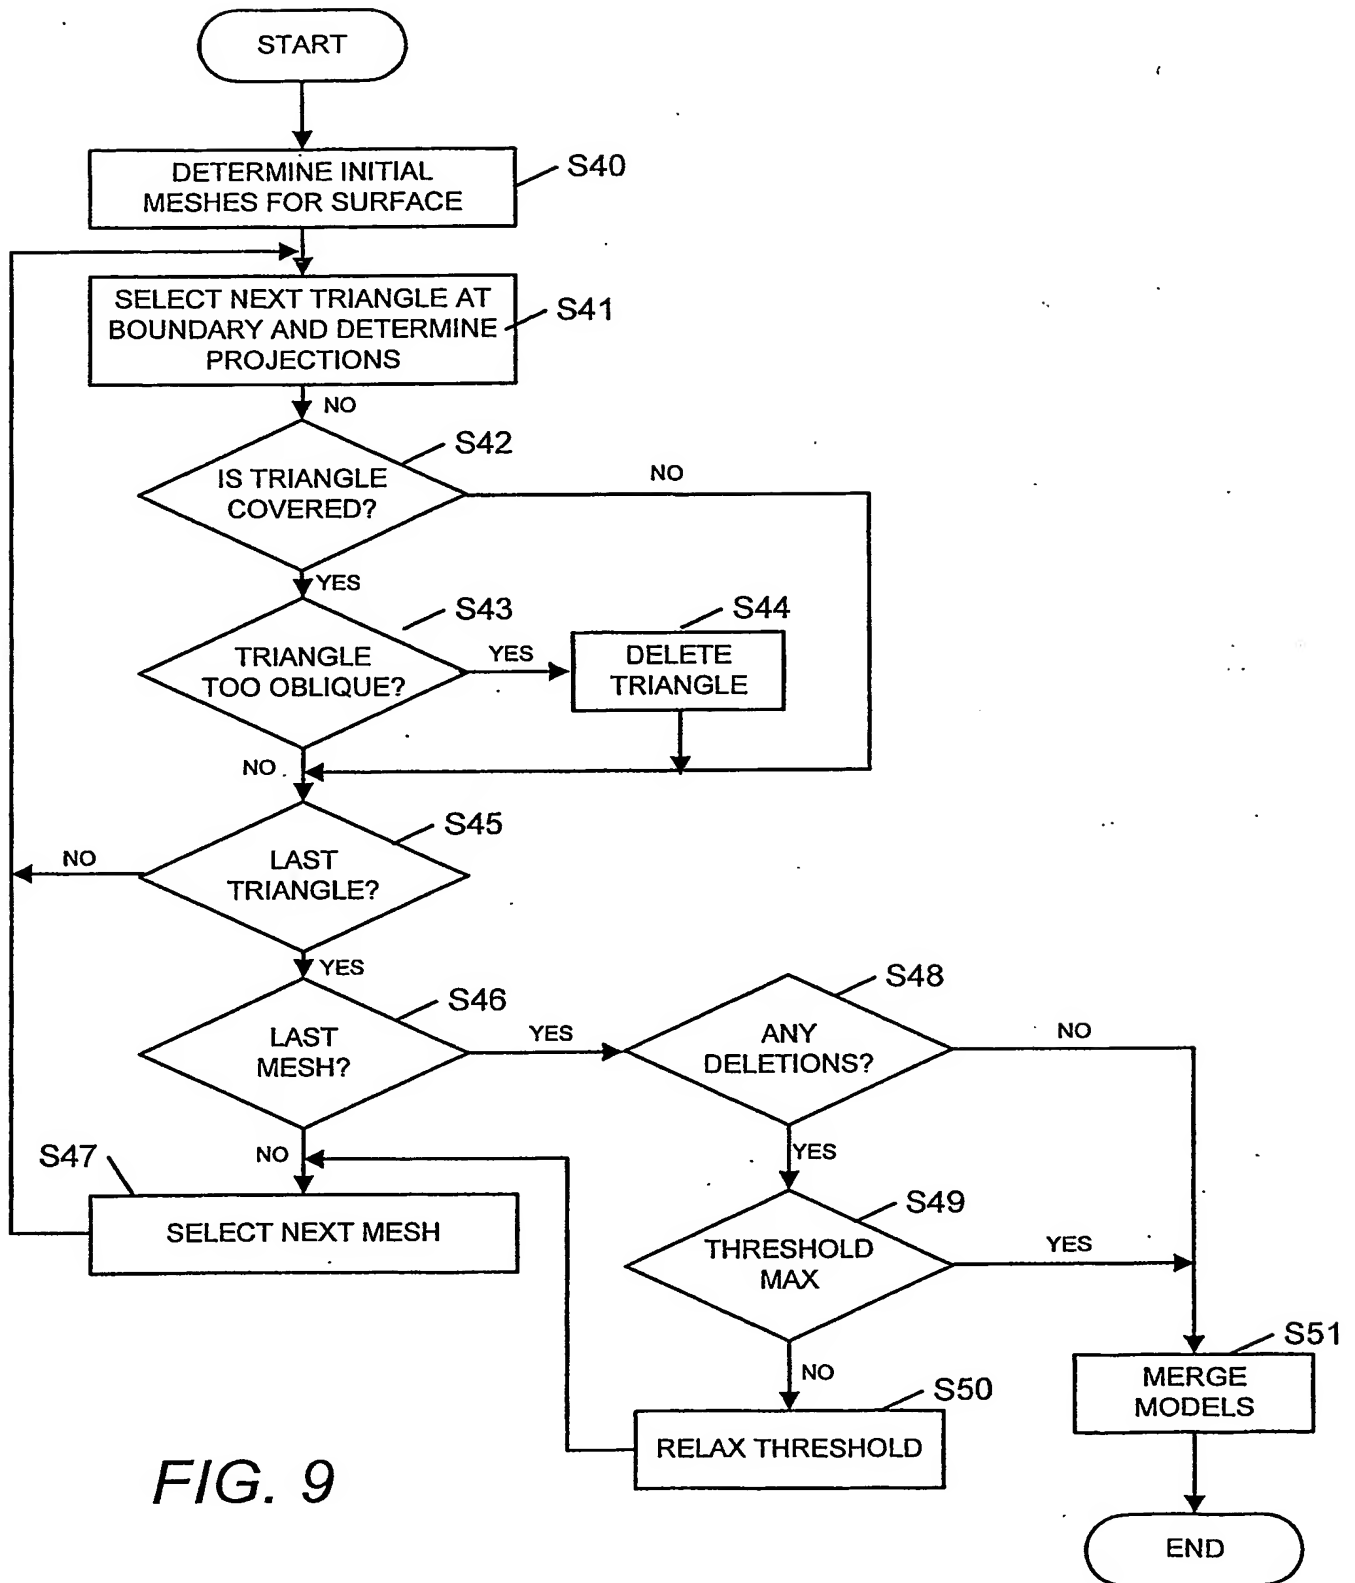 START
DETERMINE INITIAL
MESHES FOR SURFACE
S40
SELECT NEXT TRIANGLE AT
BOUNDARY AND DETERMINE
PROJECTIONS
S41
NO
IS TRIANGLE
COVERED?
S42
NO
YES
TRIANGLE
TOO OBLIQUE?
S43
YES
DELETE
TRIANGLE
S44
NO
LAST
TRIANGLE?
S45
NO
YES
LAST
MESH?
S46
YES
ANY
DELETIONS?
S48
NO
NO
YES
S47
SELECT NEXT MESH
THRESHOLD
MAX
S49
YES
NO
RELAX THRESHOLD
S50
MERGE
MODELS
S51
END
FIG. 9